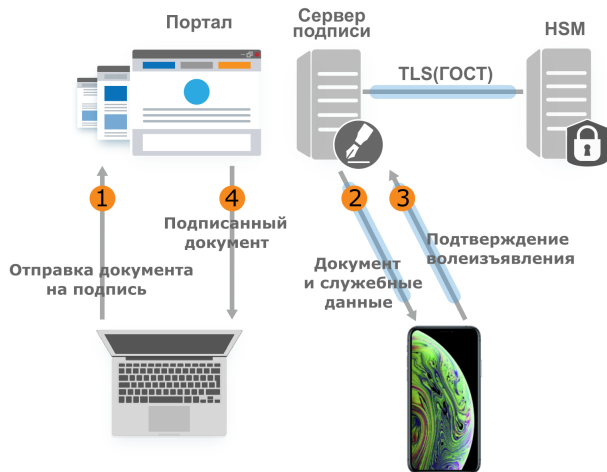 Портал
Сервер
подписи
HSM
TLS(ГОСТ)
1
4
2
3
Подписанный
документ
Отправка документа
на подпись
Документ
и служебные
данные
Подтверждение
волеизъявления